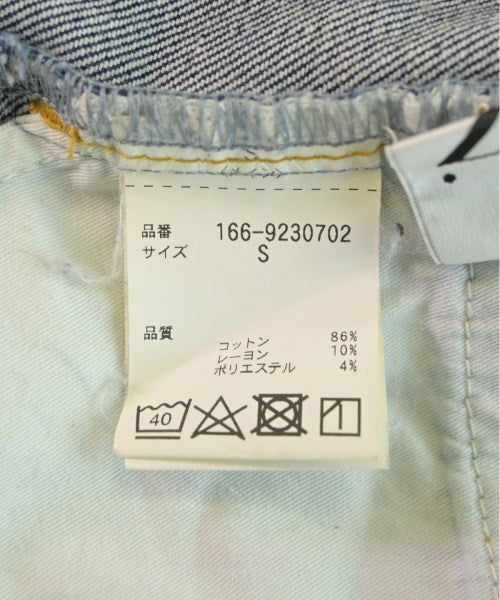 S
品番 166-9230702
サイズ S
品質
コットン 86%
レーヨン 10%
ポリエステル 4%
40